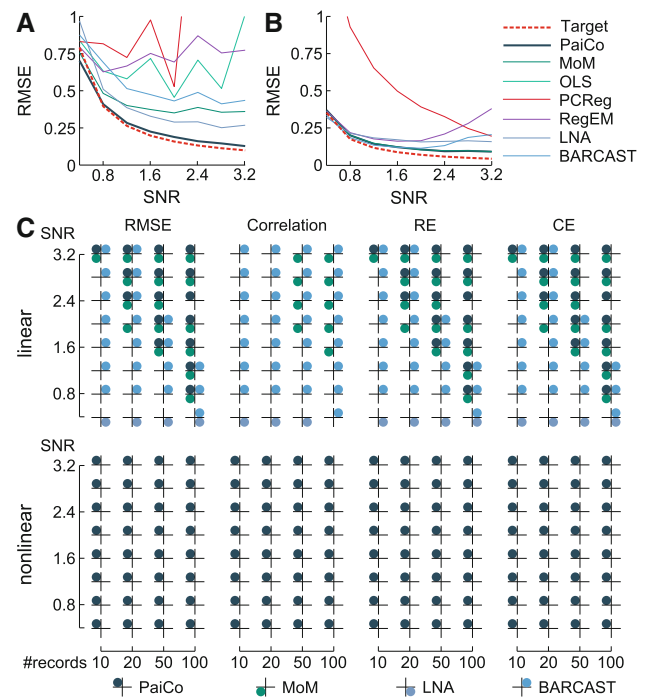 A
RMSE
1
0.75
0.5
0.25
0
0.8 1.6 2.4 3.2
SNR
B
RMSE
1
0.75
0.5
0.25
0
0.8 1.6 2.4 3.2
SNR
Target
PaiCo
MoM
OLS
PCReg
RegEM
LNA
BARCAST
C
SNR RMSE Correlation RE CE
linear
3.2
2.4
1.6
0.8
SNR
nonlinear
3.2
2.4
1.6
0.8
#records 10 20 50 100 10 20 50 100 10 20 50 100 10 20 50 100
PaiCo MoM LNA BARCAST